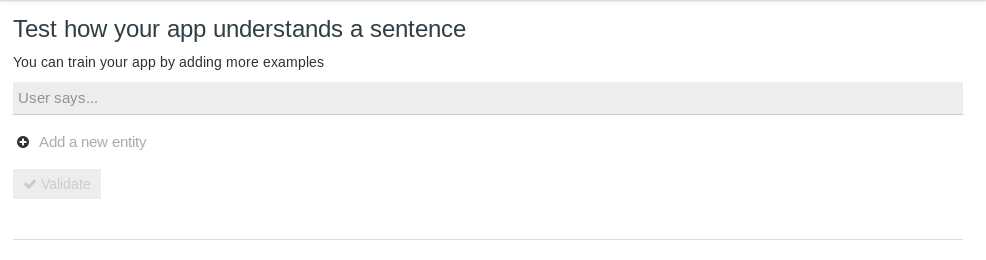 Test how your app understands a sentence
You can train your app by adding more examples
User says...
Add a new entity
Validate